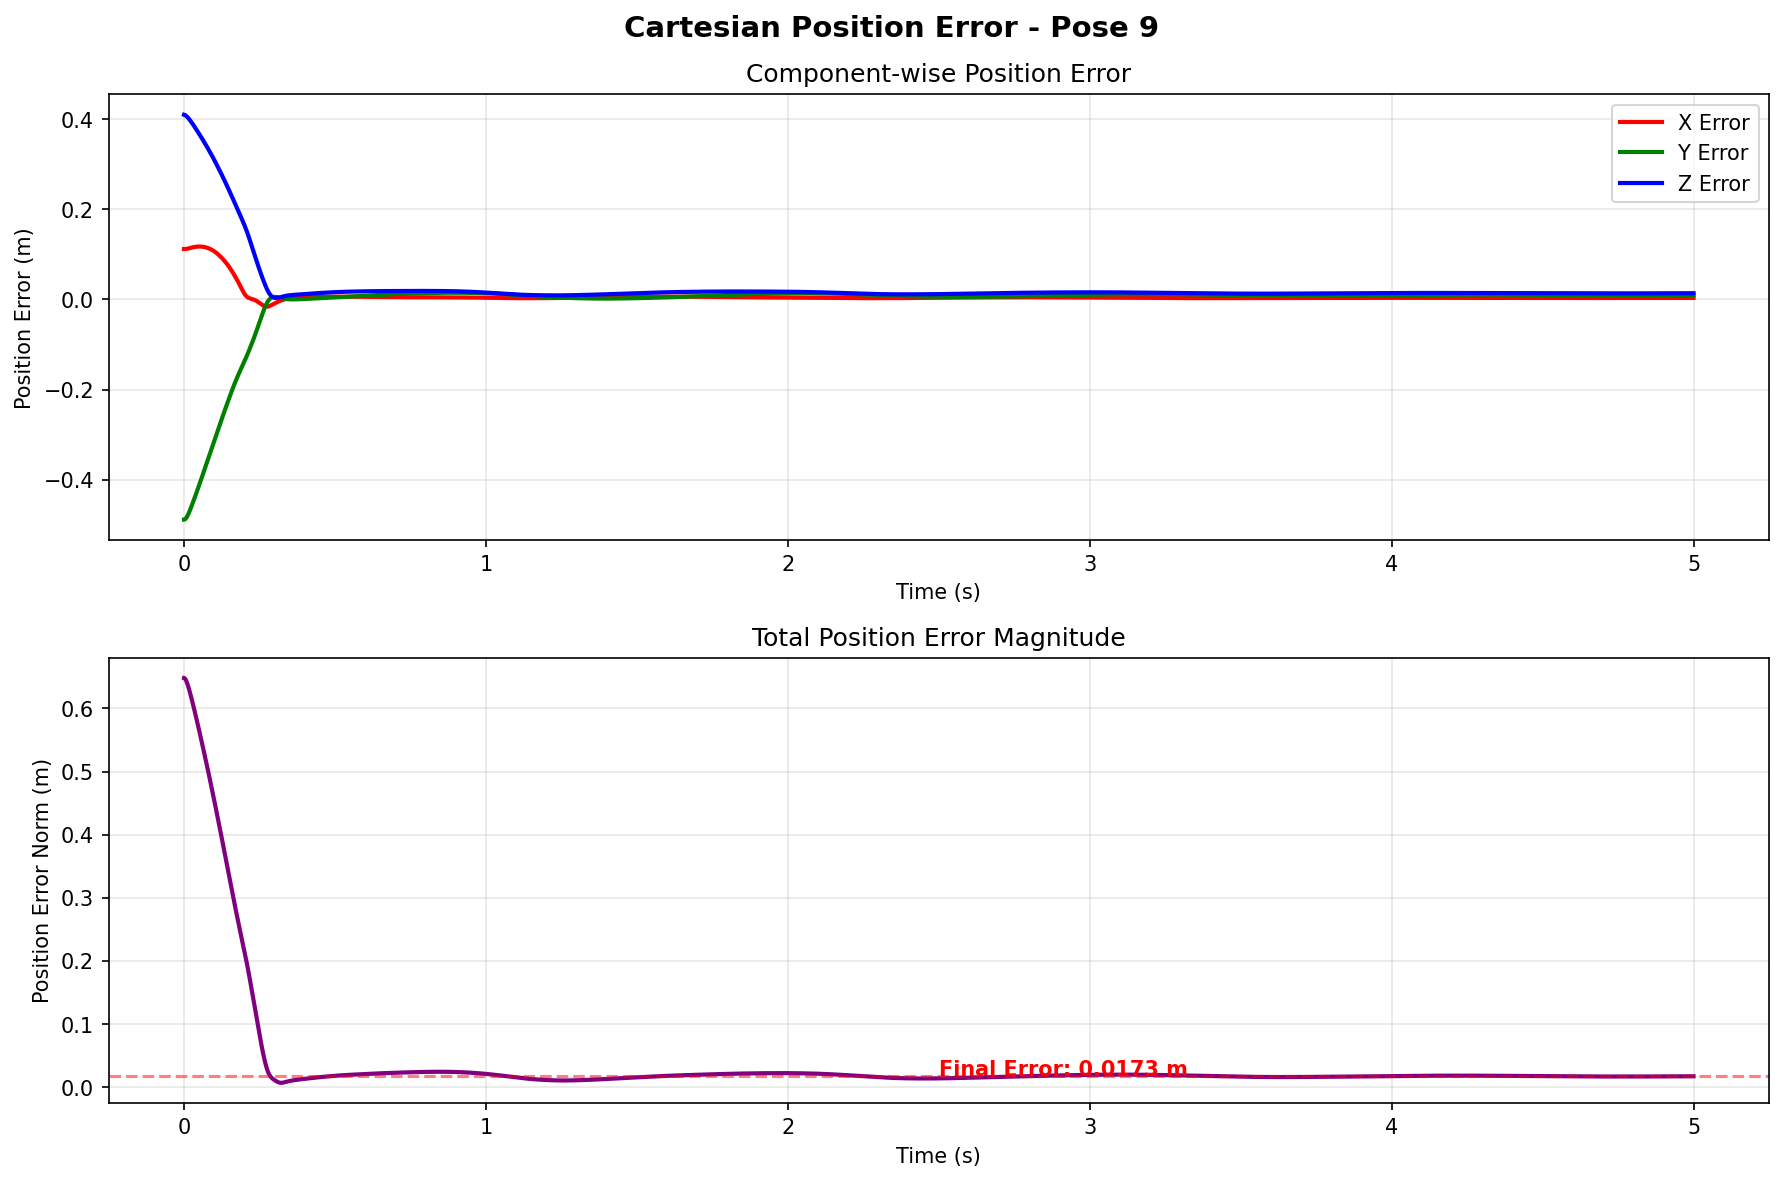 Cartesian Position Error - Pose 9
Component-wise Position Error
Position Error (m)
0.4
0.2
0.0
−0.2
−0.4
X Error
Y Error
Z Error
0 1 2 3 4 5
Time (s)
Total Position Error Magnitude
Position Error Norm (m)
0.6
0.5
0.4
0.3
0.2
0.1
0.0
Final Error: 0.0173 m
0 1 2 3 4 5
Time (s)